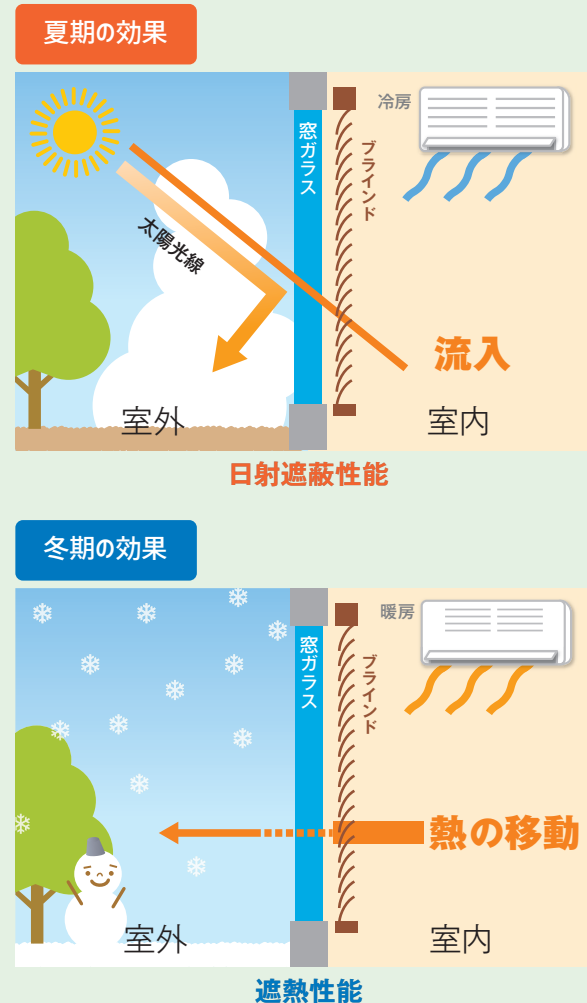 夏期の効果
冷房
窓ガラス
ブラインド
太陽光線
流入
室外
室内
日射遮蔽性能
冬期の効果
暖房
窓ガラス
ブラインド
熱の移動
室外
室内
遮熱性能